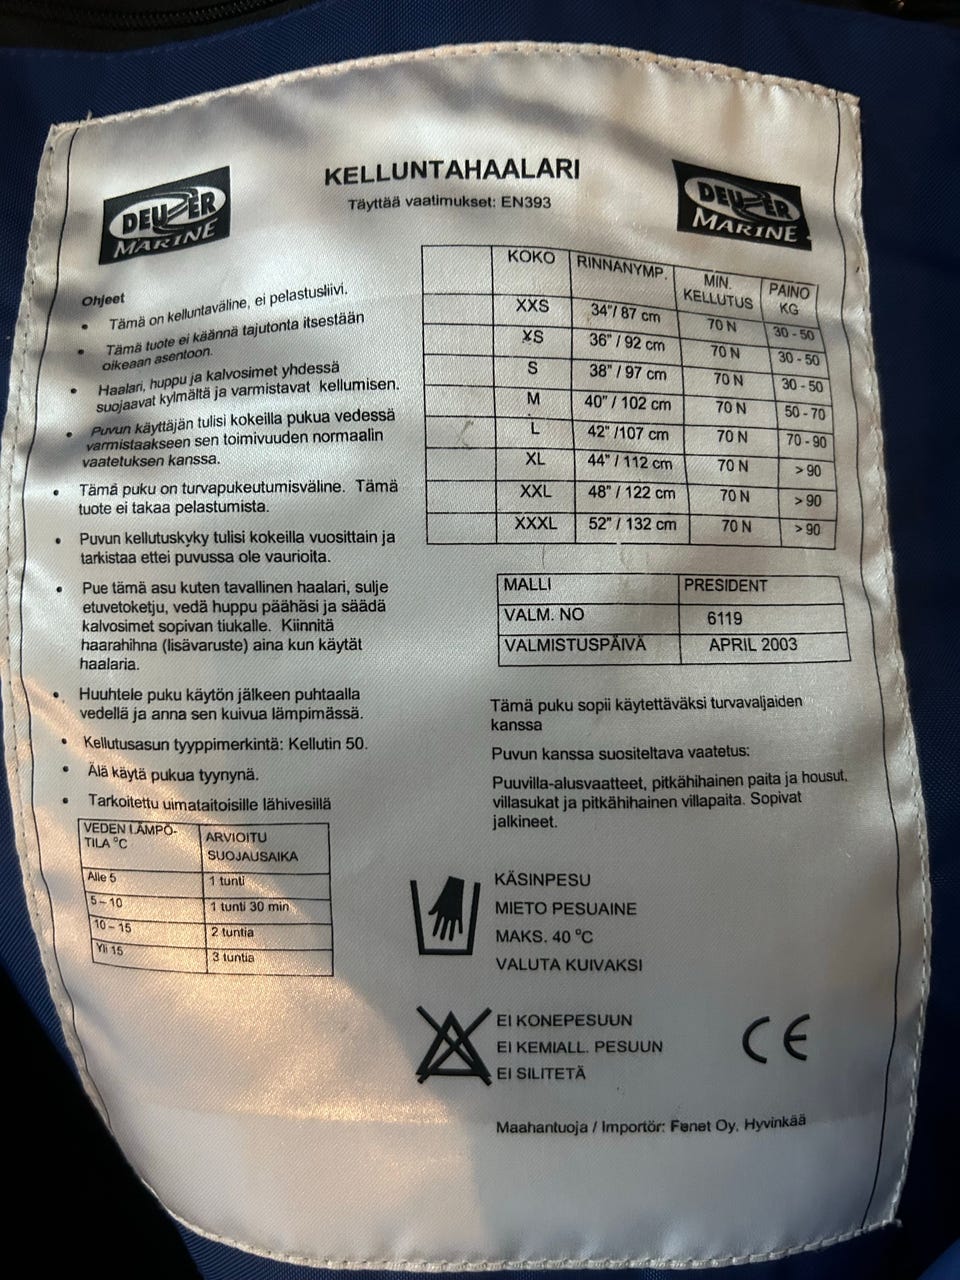 DEUZER
MARINE
KELLUNTAHAALARI
Täyttää vaatimukset: EN393
DEUZER
MARINE
Ohjeet
• Tämä on kelluntaväline, ei pelastusliivi.
• Tämä tuote ei käännä tajutonta itsestään
oikeaan asentoon.
• Haalari, huppu ja kalvosimet yhdessä
suojaavat kylmältä ja varmistavat kellumisen.
• Puvun käyttäjän tulisi kokeilla pukua vedessä
varmistaakseen sen toimivuuden normaalin
vaatetuksen kanssa.
• Tämä puku on turvapukeutumisväline. Tämä
tuote ei takaa pelastumista.
• Puvun kellutuskyky tulisi kokeilla vuosittain ja
tarkistaa ettei puvussa ole vaurioita.
• Pue tämä asu kuten tavallinen haalari, sulje
etuvetoketju, vedä huppu päähäsi ja säädä
kalvosimet sopivan tiukalle. Kiinnitä
haarahihna (lisävaruste) aina kun käytät
haalaria.
• Huuhtele puku käytön jälkeen puhtaalla
vedellä ja anna sen kuivua lämpimässä.
• Kellutusasun tyyppimerkintä: Kellutin 50.
• Älä käytä pukua tyynynä.
• Tarkoitettu uimataitoisille lähivesillä
VEDEN LÄMPÖ-
TILA °C
ARVIOITU
SUOJAUSAIKA
Alle 5 1 tunti
5 – 10 1 tunti 30 min
10 – 15 2 tuntia
Yli 15 3 tuntia
KOKO RINNANYMP. MIN.
KELLUTUS PAINO
KG
XXS 34"/ 87 cm 70 N 30 - 50
XS 36" / 92 cm 70 N 30 - 50
S 38" / 97 cm 70 N 30 - 50
M 40" / 102 cm 70 N 50 - 70
L 42" /107 cm 70 N 70 - 90
XL 44" / 112 cm 70 N > 90
XXL 48" / 122 cm 70 N > 90
XXXL 52" / 132 cm 70 N > 90
MALLI PRESIDENT
VALM. NO 6119
VALMISTUSPÄIVÄ APRIL 2003
Tämä puku sopii käytettäväksi turvavaljaiden
kanssa
Puvun kanssa suositeltava vaatetus:
Puuvilla-alusvaatteet, pitkähihainen paita ja housut,
villasukat ja pitkähihainen villapaita. Sopivat
jalkineet.
KÄSINPESU
MIETO PESUAINE
MAKS. 40 °C
VALUTA KUIVAKSI
EI KONEPESUUN
EI KEMIALL. PESUUN
EI SILITETÄ
CE
Maahantuoja / Importör: Fenet Oy, Hyvinkää